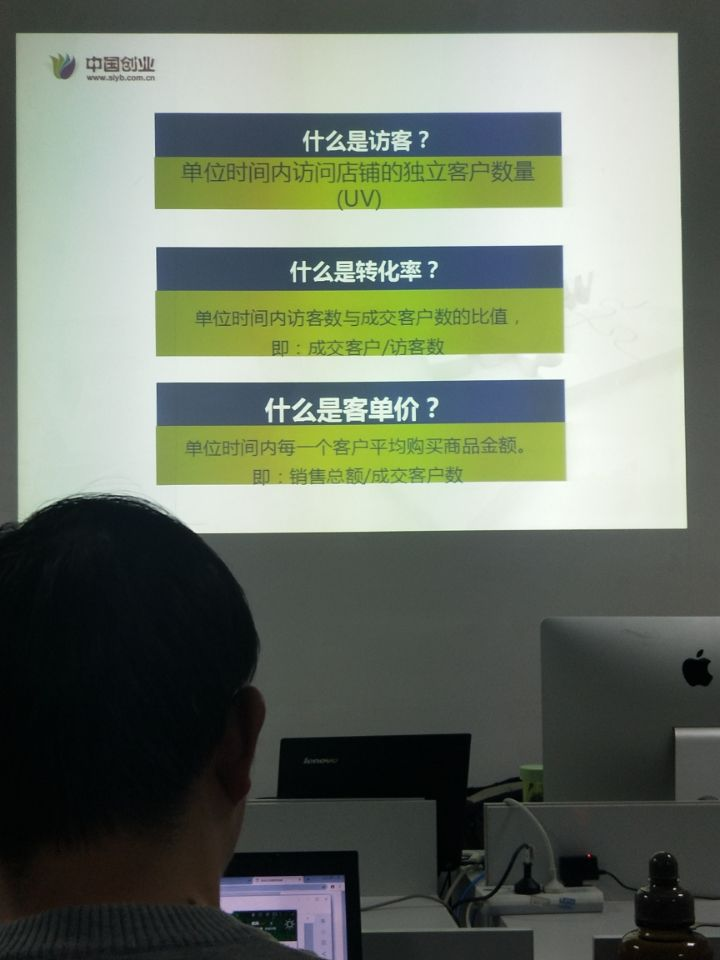 中国创业
www.siyb.com.cn
什么是访客？
单位时间内访问店铺的独立客户数量
(UV)
什么是转化率？
单位时间内访客数与成交客户数的比值，
即：成交客户/访客数
什么是客单价？
单位时间内每一个客户平均购买商品金额。
即：销售总额/成交客户数
lenovo